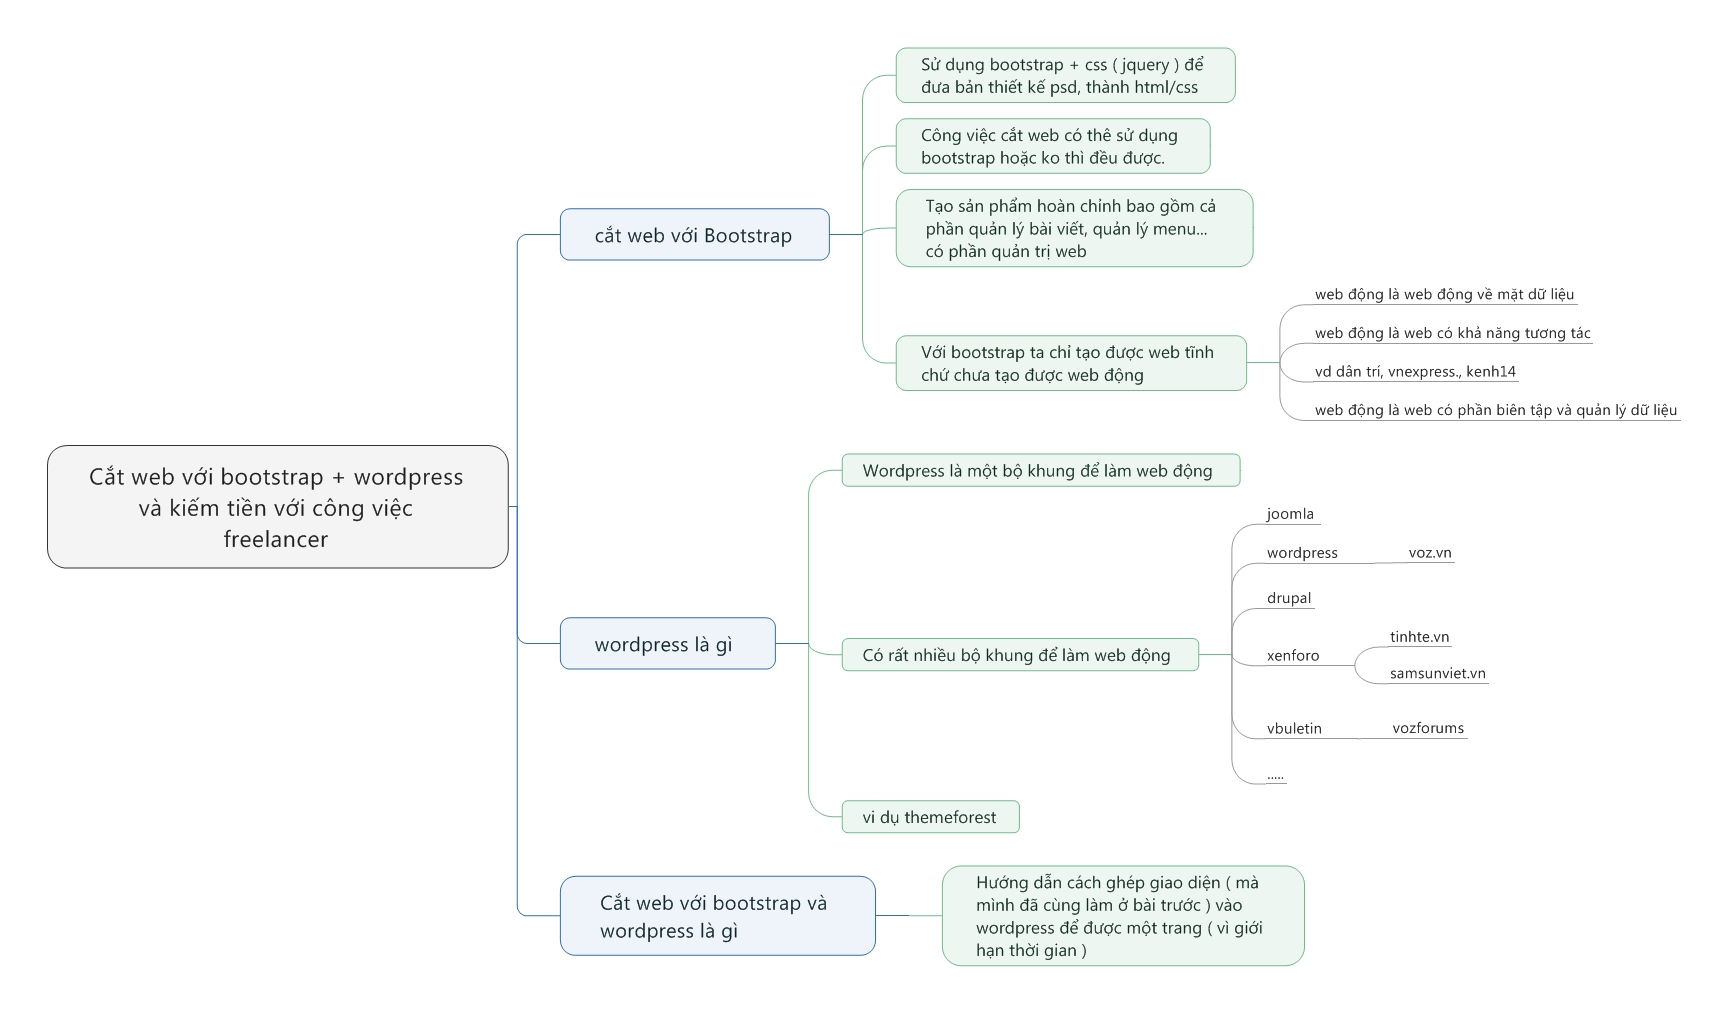 Cắt web với bootstrap + wordpress
và kiếm tiền với công việc
freelancer
cắt web với Bootstrap
Sử dụng bootstrap + css ( jquery ) để
đưa bản thiết kế psd, thành html/css
Công việc cắt web có thê sử dụng
bootstrap hoặc ko thì đều được.
Tạo sản phẩm hoàn chỉnh bao gồm cả
phần quản lý bài viết, quản lý menu...
có phần quản trị web
Với bootstrap ta chỉ tạo được web tĩnh
chứ chưa tạo được web động
web động là web động về mặt dữ liệu
web động là web có khả năng tương tác
vd dân trí, vnexpress., kenh14
web động là web có phần biên tập và quản lý dữ liệu
wordpress là gì
Wordpress là một bộ khung để làm web động
Có rất nhiều bộ khung để làm web động
joomla
wordpress
voz.vn
drupal
xenforo
tinhte.vn
samsunviet.vn
vbuletin
vozforums
.....
vi dụ themeforest
Cắt web với bootstrap và
wordpress là gì
Hướng dẫn cách ghép giao diện ( mà
mình đã cùng làm ở bài trước ) vào
wordpress để được một trang ( vì giới
hạn thời gian )